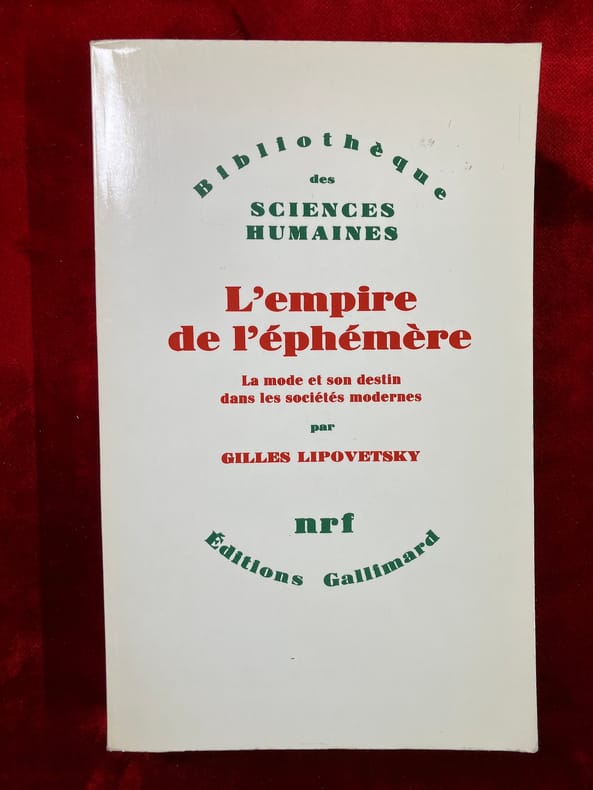 Bibliothèque
des
SCIENCES
HUMAINES
L'empire
de l'éphémère
La mode et son destin
dans les sociétés modernes
par
GILLES LIPOVETSKY
nrf
Éditions Gallimard